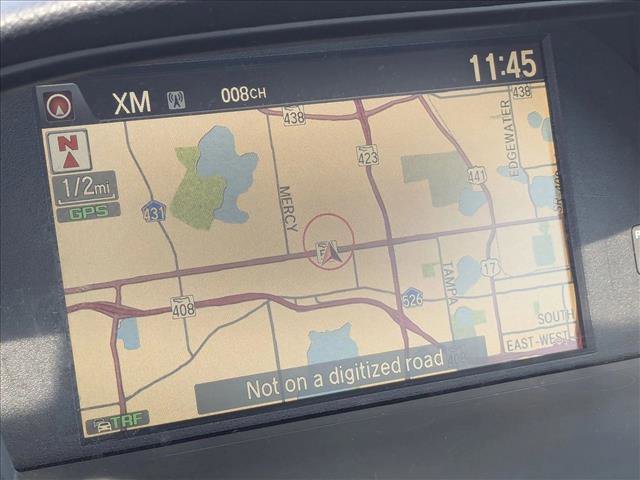 XM 008CH 11:45
438
438
EDGEWATER
N
423
1/2mi
441
GPS
MERCY
431
TAMPA
17
408
526
SOUTH
EAST-WEST
Not on a digitized road
TRF